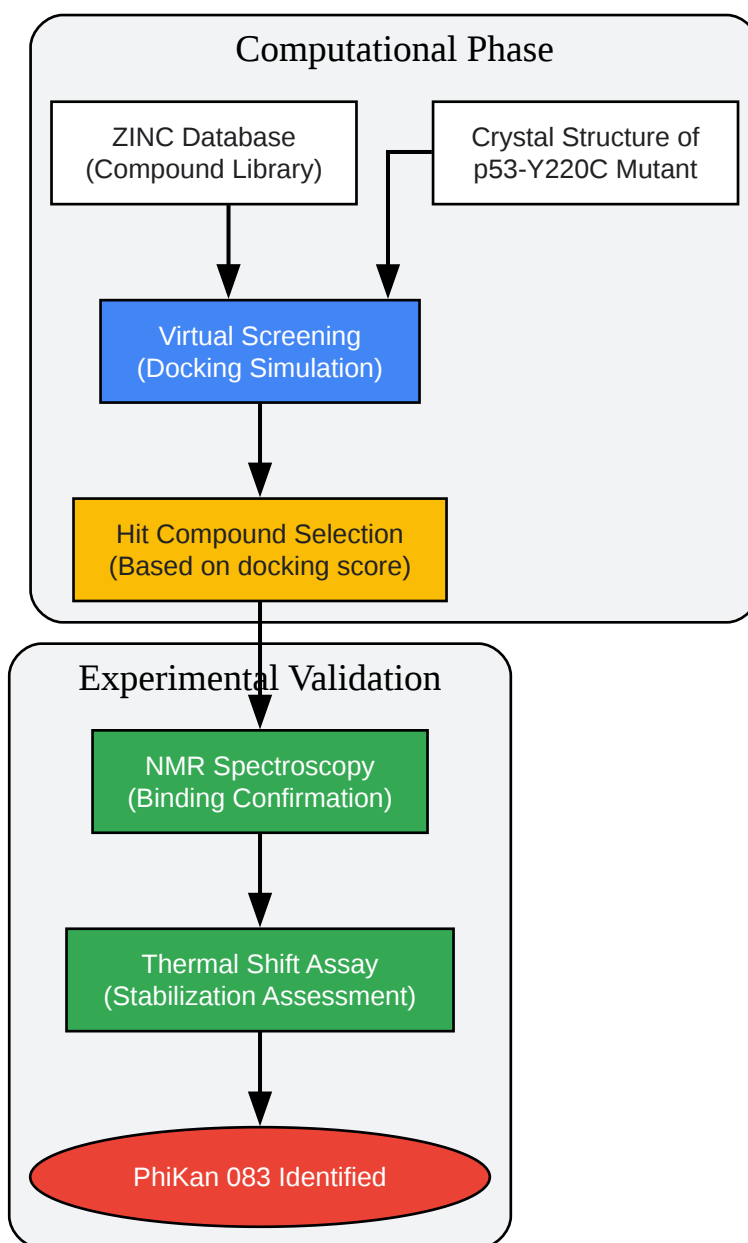 Computational Phase
ZINC Database
(Compound Library)
Crystal Structure of
p53-Y220C Mutant
Virtual Screening
(Docking Simulation)
Hit Compound Selection
(Based on docking score)
Experimental Validation
NMR Spectroscopy
(Binding Confirmation)
Thermal Shift Assay
(Stabilization Assessment)
PhiKan 083 Identified